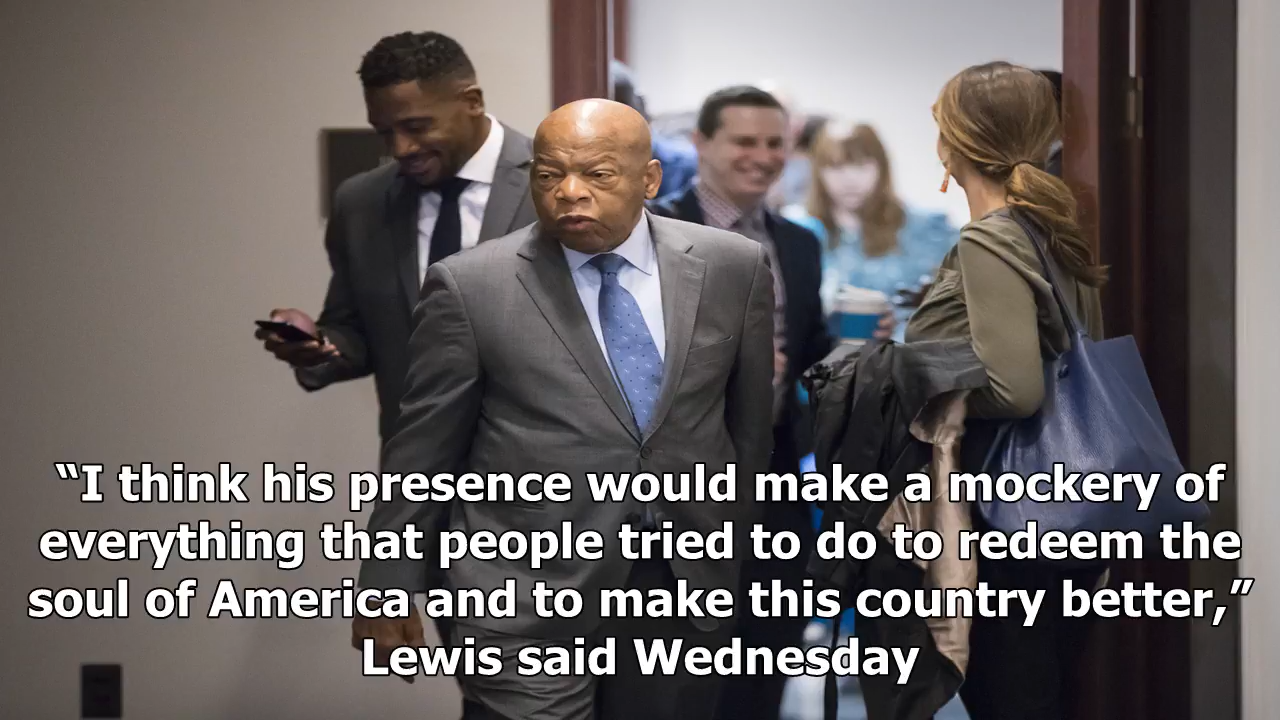 “I think his presence would make a mockery of
everything that people tried to do to redeem the
soul of America and to make this country better,”
Lewis said Wednesday